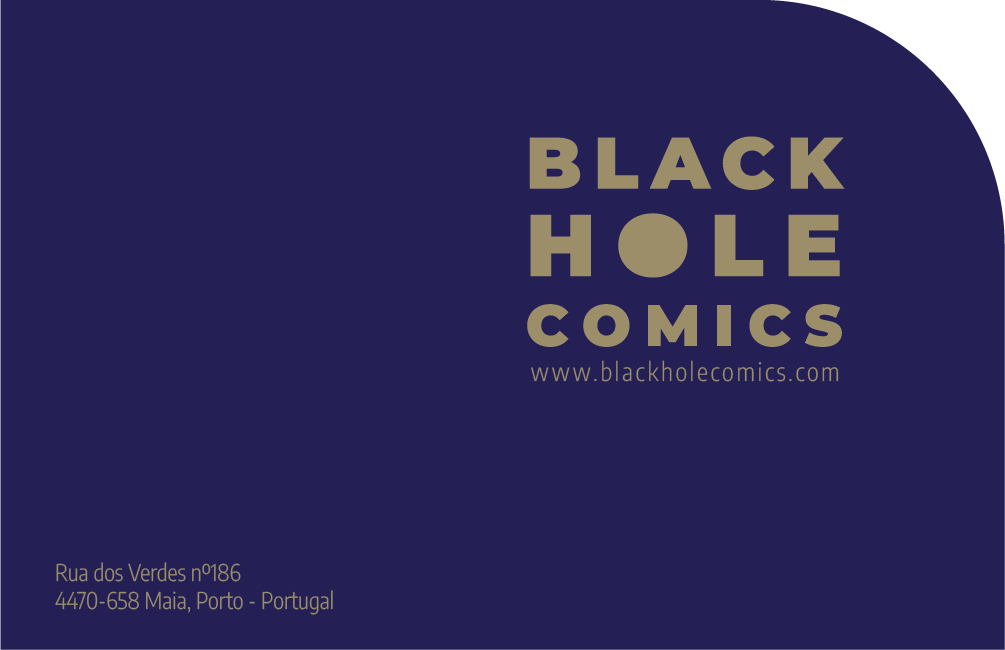 BLACK
HOLE
COMICS
www.blackholecomics.com
Rua dos Verdes nº186
4470-658 Maia, Porto - Portugal